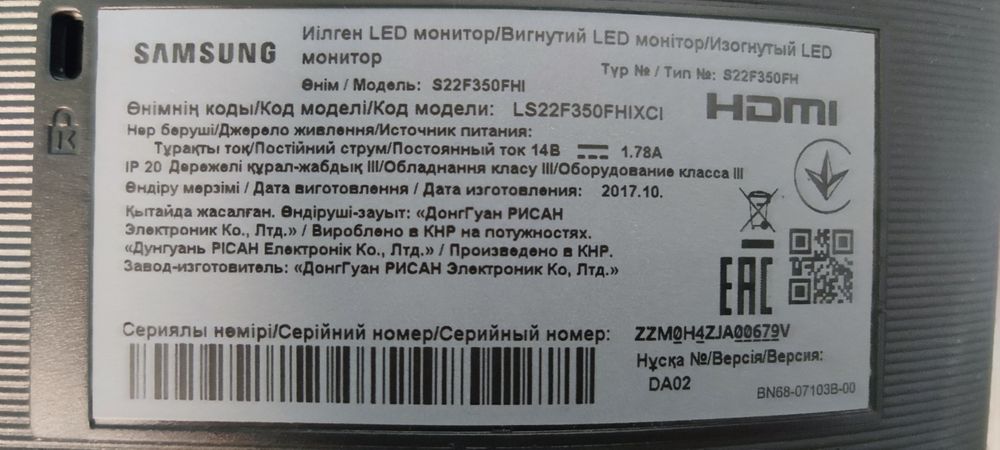 SAMSUNG
Иілген LED монитор/Вигнутий LED монітор/Изогнутый LED
монитор
Өнім / Модель: S22F350FHI
Түр № / Тип №: S22F350FH
Өнімнің коды/Код моделі/Код модели: LS22F350FHIXCI
HDMI
Нәр беруші/Джерело живлення/Источник питания:
Тұрақты тоқ/Постійний струм/Постоянный ток 14В 1.78А
IP 20 Дәрежелі құрал-жабдық III/Обладнання класу III/Оборудование класса III
Өндіру мерзімі / Дата виготовлення / Дата изготовления: 2017.10.
Қытайда жасалған. Өндіруші-зауыт: «ДонгГуан РИСАН
Электроник Ко., Лтд.» / Вироблено в КНР на потужностях.
«Дунгуань РІСАН Електронік Ко., Лтд.» / Произведено в КНР.
Завод-изготовитель: «ДонгГуан РИСАН Электроник Ко, Лтд.»
EAC
Сериялы нөмірі/Серійний номер/Серийный номер: ZZM0H4ZJA00679V
Нұсқа №/Версія/Версия:
DA02
BN68-07103B-00